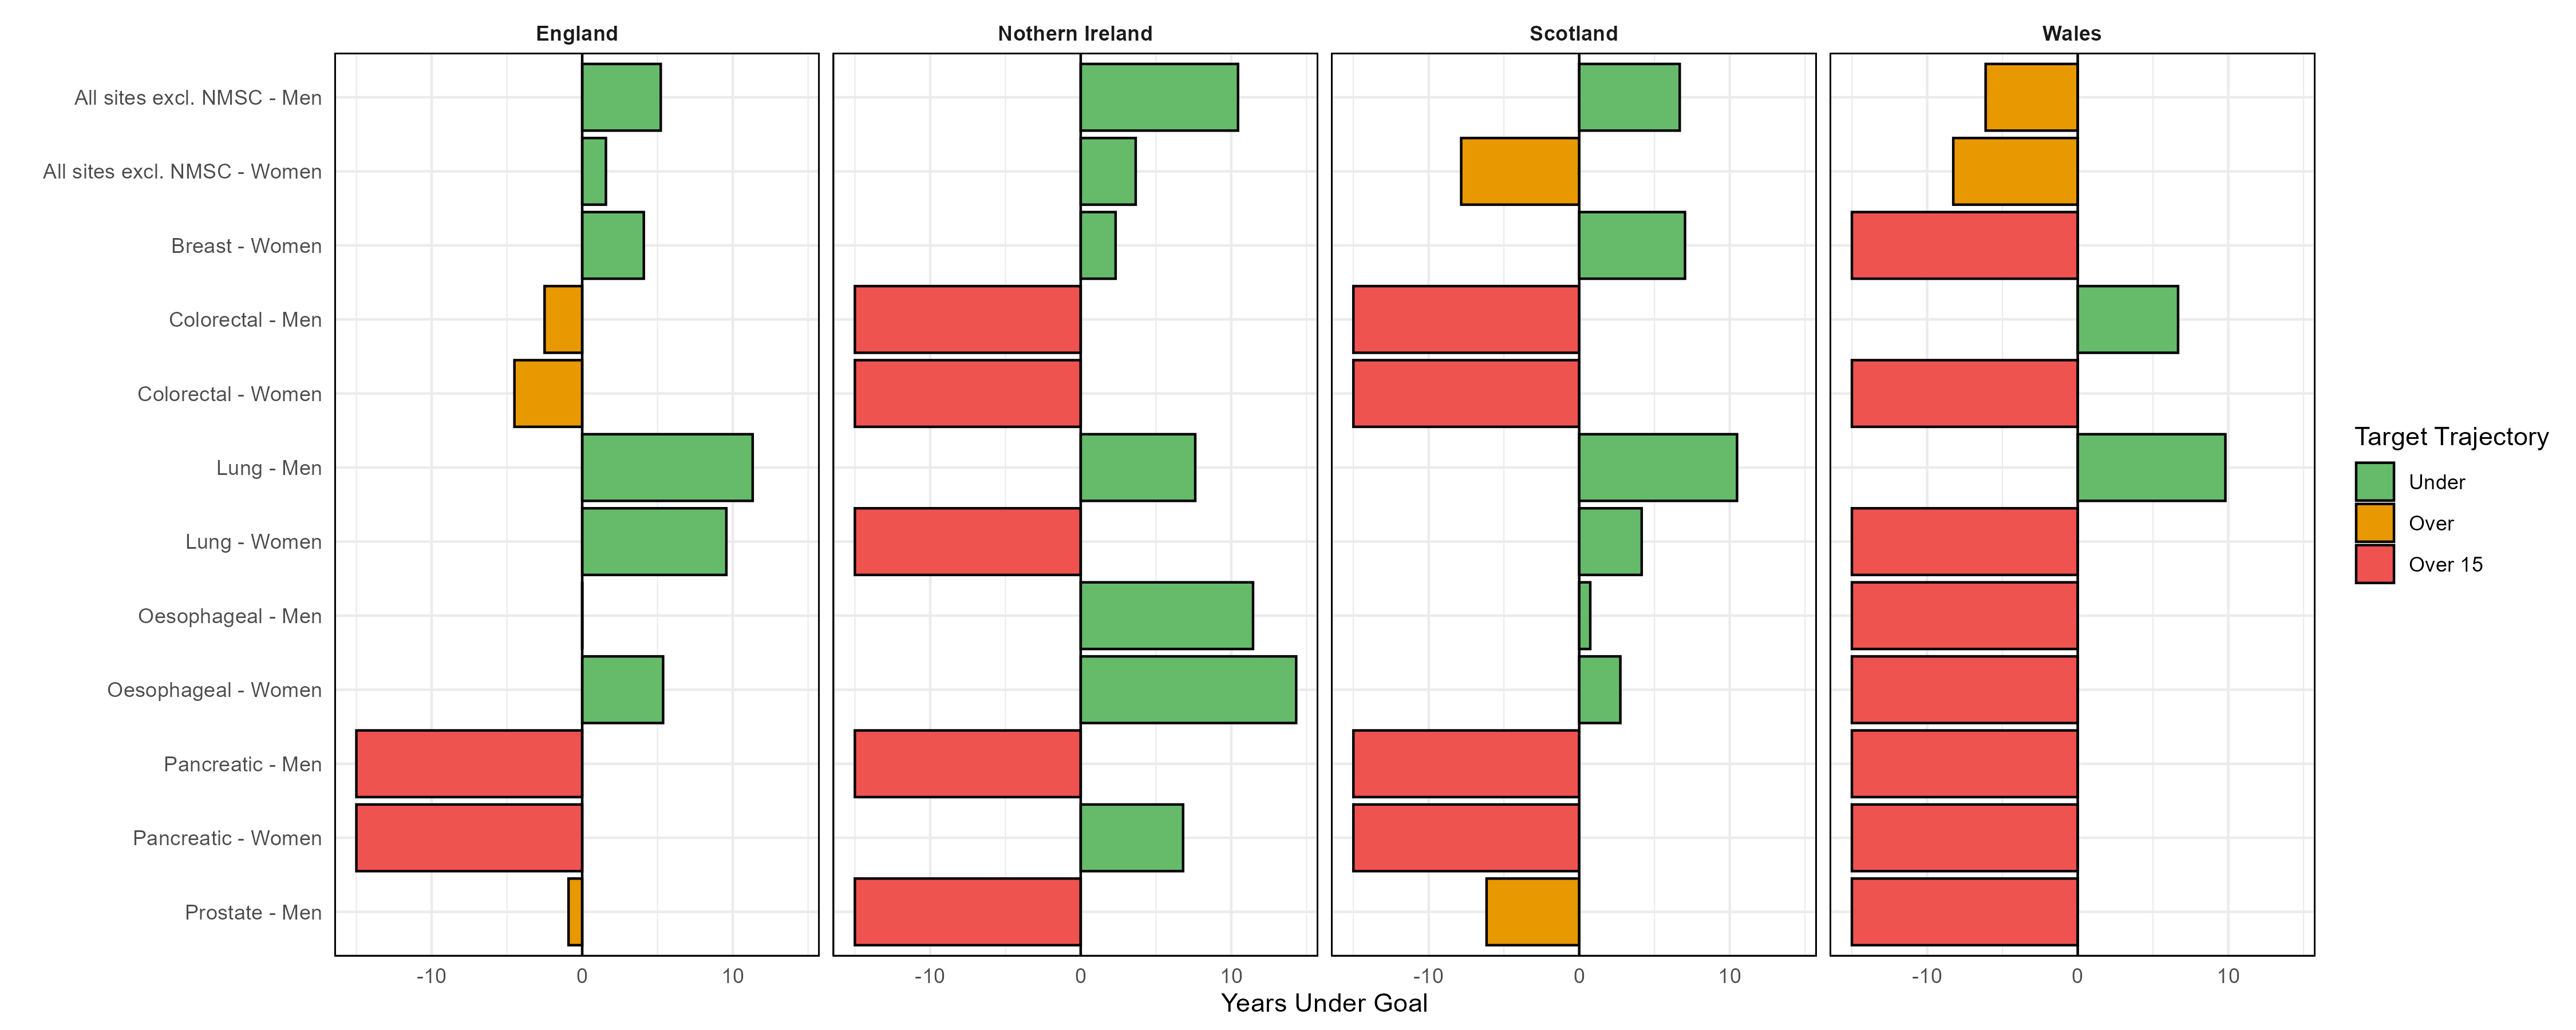 England
Nothern Ireland
Scotland
Wales
All sites excl. NMSC - Men
All sites excl. NMSC - Women
Breast - Women
Colorectal - Men
Colorectal - Women
Lung - Men
Lung - Women
Oesophageal - Men
Oesophageal - Women
Pancreatic - Men
Pancreatic - Women
Prostate - Men
-10 0 10 -10 0 10 -10 0 10 -10 0 10
Years Under Goal
Target Trajectory
Under
Over
Over 15